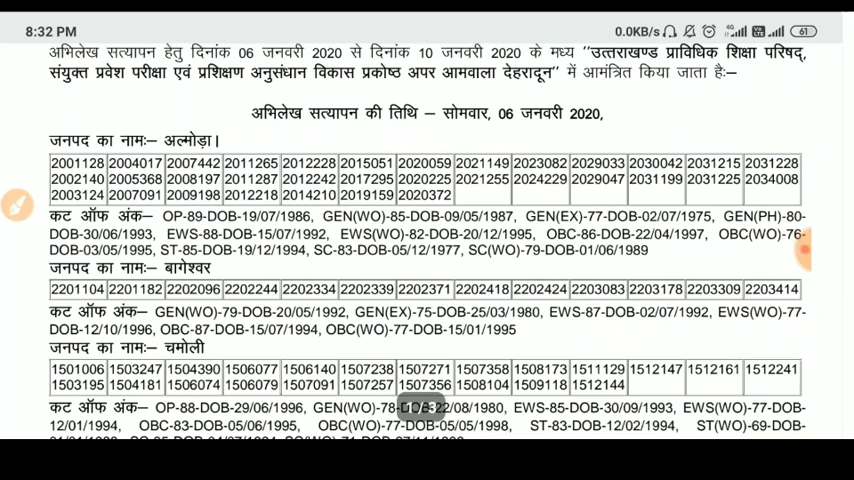 8:32 PM
0.0KB/s
4G
61
अभिलेख सत्यापन हेतु दिनांक 06 जनवरी 2020 से दिनांक 10 जनवरी 2020 के मध्य "उत्तराखण्ड प्राविधिक शिक्षा परिषद्,
संयुक्त प्रवेश परीक्षा एवं प्रशिक्षण अनुसंधान विकास प्रकोष्ठ अपर आमवाला देहरादून" में आमंत्रित किया जाता है:–
अभिलेख सत्यापन की तिथि – सोमवार, 06 जनवरी 2020,
जनपद का नामः– अल्मोड़ा।
2001128 2004017 2007442 2011265 2012228 2015051 2020059 2021149 2023082 2029033 2030042 2031215 2031228
2002140 2005368 2008197 2011287 2012242 2017295 2020225 2021255 2024229 2029047 2031199 2031225 2034008
2003124 2007091 2009198 2012218 2014210 2019159 2020372
कट ऑफ अंक– OP-89-DOB-19/07/1986, GEN(WO)-85-DOB-09/05/1987, GEN(EX)-77-DOB-02/07/1975, GEN(PH)-80-
DOB-30/06/1993, EWS-88-DOB-15/07/1992, EWS(WO)-82-DOB-20/12/1995, OBC-86-DOB-22/04/1997, OBC(WO)-76-
DOB-03/05/1995, ST-85-DOB-19/12/1994, SC-83-DOB-05/12/1977, SC(WO)-79-DOB-01/06/1989
जनपद का नामः– बागेश्वर
2201104 2201182 2202096 2202244 2202334 2202339 2202371 2202418 2202424 2203083 2203178 2203309 2203414
कट ऑफ अंक– GEN(WO)-79-DOB-20/05/1992, GEN(EX)-75-DOB-25/03/1980, EWS-87-DOB-02/07/1992, EWS(WO)-77-
DOB-12/10/1996, OBC-87-DOB-15/07/1994, OBC(WO)-77-DOB-15/01/1995
जनपद का नामः– चमोली
1501006 1503247 1504390 1506077 1506140 1507238 1507271 1507358 1508173 1511129 1512147 1512161 1512241
1503195 1504181 1506074 1506079 1507091 1507257 1507356 1508104 1509118 1512144
कट ऑफ अंक– OP-88-DOB-29/06/1996, GEN(WO)-78-DOB-22/08/1980, EWS-85-DOB-30/09/1993, EWS(WO)-77-DOB-
1 / 3
12/01/1994, OBC-83-DOB-05/06/1995, OBC(WO)-77-DOB-05/05/1998, ST-83-DOB-12/02/1994, ST(WO)-69-DOB-